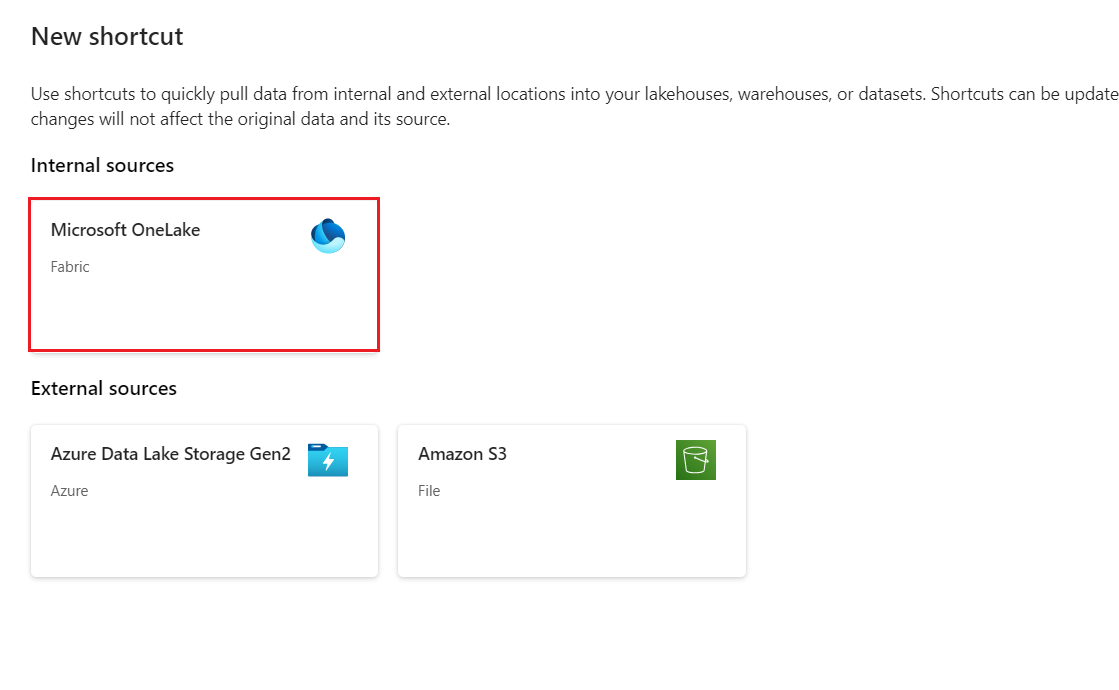 New shortcut
Use shortcuts to quickly pull data from internal and external locations into your lakehouses, warehouses, or datasets. Shortcuts can be update
changes will not affect the original data and its source.
Internal sources
Microsoft OneLake
Fabric
External sources
Azure Data Lake Storage Gen2
Azure
Amazon S3
File